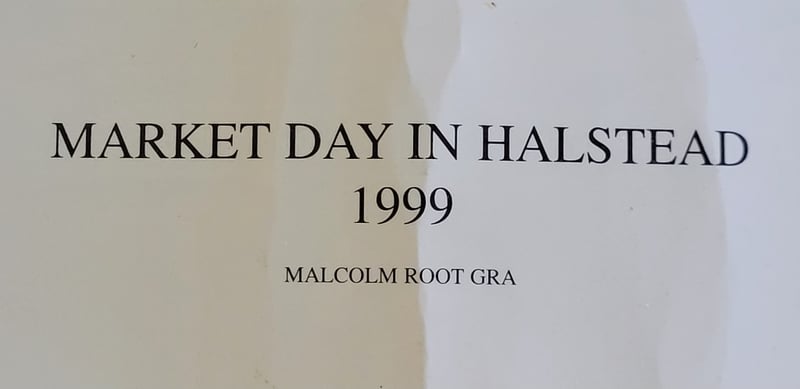 MARKET DAY IN HALSTEAD
1999
MALCOLM ROOT GRA